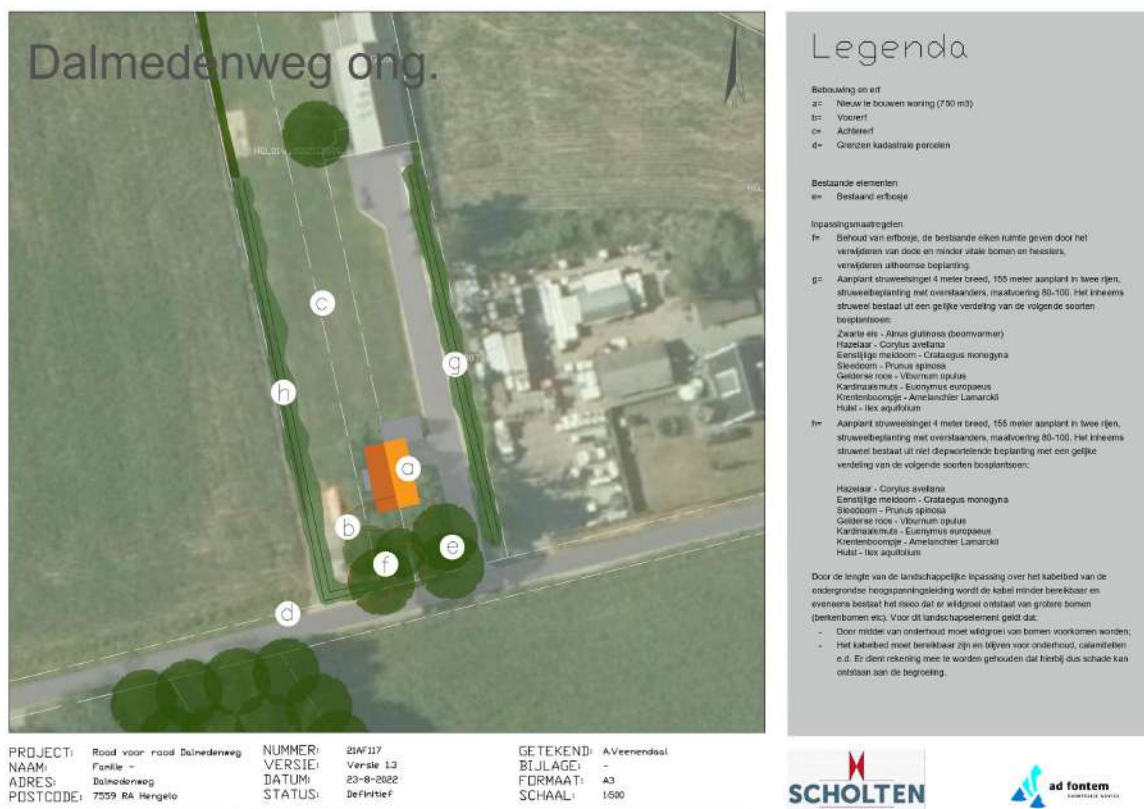 Dalmedenweg ong.
c
h
g
a
b
f
e
d
Legenda
Bebouwing en erf
a= Nieuw te bouwen woning (750 m3)
b= Voorerf
c= Achtererf
d= Grenzen kadastrale percelen
Bestaande elementen
e= Bestaand erfbosje
Inpassingsmaatregelen
f= Behoud van erfbosje, de bestaande eiken ruimte geven door het
verwijderen van dode en minder vitale bomen en heesters,
verwijderen uitheemse beplanting.
g= Aanplant struweelsingel 4 meter breed, 155 meter aanplant in twee rijen,
struweelbeplanting met overstaanders, maatvoering 80-100. Het inheems
struweel bestaat uit een gelijke verdeling van de volgende soorten
bosplantsoen:
Zwarte els - Alnus glutinosa (boomvormer)
Hazelaar - Corylus avellana
Eenstijlige meidoorn - Crataegus monogyna
Sleedoorn - Prunus spinosa
Gelderse roos - Viburnum opulus
Kardinaalsmuts - Euonymus europaeus
Krentenboompje - Amelanchier Lamarckii
Hulst - Ilex aquifolium
h= Aanplant struweelsingel 4 meter breed, 155 meter aanplant in twee rijen,
struweelbeplanting met overstaanders, maatvoering 80-100. Het inheems
struweel bestaat uit niet diepwortelende beplanting met een gelijke
verdeling van de volgende soorten bosplantsoen:
Hazelaar - Corylus avellana
Eenstijlige meidoorn - Crataegus monogyna
Sleedoorn - Prunus spinosa
Gelderse roos - Viburnum opulus
Kardinaalsmuts - Euonymus europaeus
Krentenboompje - Amelanchier Lamarckii
Hulst - Ilex aquifolium
Door de lengte van de landschappelijke inpassing over het kabelbed van de
ondergrondse hoogspanningsleiding wordt de kabel minder bereikbaar en
eveneens bestaat het risico dat er wildgroei ontstaat van grotere bomen
(berkenbomen etc). Voor dit landschapselement geldt dat:
- Door middel van onderhoud moet wildgroei van bomen voorkomen worden;
- Het kabelbed moet bereikbaar zijn en blijven voor onderhoud, calamiteiten
e.d. Er dient rekening mee te worden gehouden dat hierbij dus schade kan
ontstaan aan de begroeiing.
PROJECT: Rood voor rood Dalmedenweg
NAAM: Familie -
ADRES: Dalmedenweg
POSTCODE: 7559 RA Hengelo
NUMMER: 21AF117
VERSIE: Versie 1.3
DATUM: 23-8-2022
STATUS: Definitief
GETEKEND: A.Veenendaal
BIJLAGE: -
FORMAAT: A3
SCHAAL: 1:500
SCHOLTEN
ad fontem